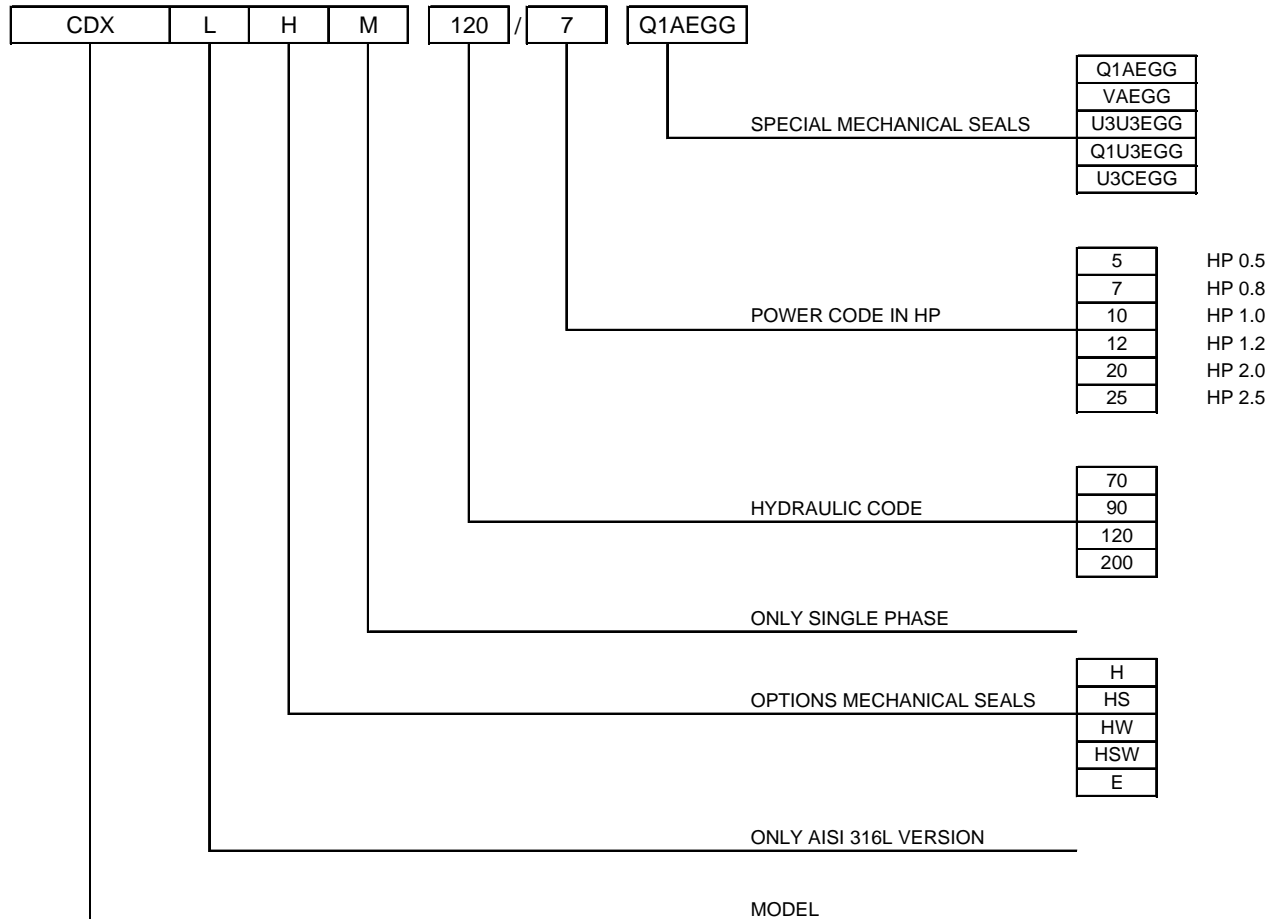 CDX L H M 120 / 7 Q1AEGG
Q1AEGG
VAEGG
SPECIAL MECHANICAL SEALS U3U3EGG
Q1U3EGG
U3CEGG
5 HP 0.5
7 HP 0.8
POWER CODE IN HP 10 HP 1.0
12 HP 1.2
20 HP 2.0
25 HP 2.5
70
HYDRAULIC CODE 90
120
200
ONLY SINGLE PHASE
H
OPTIONS MECHANICAL SEALS HS
HW
HSW
E
ONLY AISI 316L VERSION
MODEL